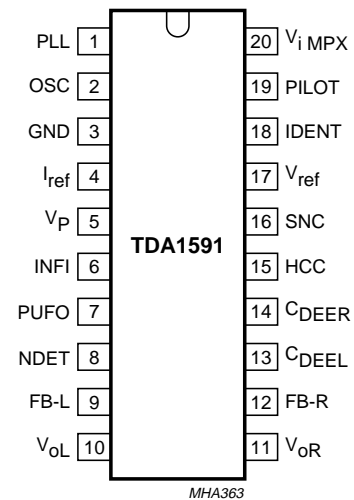 PLL 1 20 Vi MPX
OSC 2 19 PILOT
GND 3 18 IDENT
Iref 4 17 Vref
VP 5 16 SNC
TDA1591
INFI 6 15 HCC
PUFO 7 14 CDEER
NDET 8 13 CDEEL
FB-L 9 12 FB-R
VoL 10 11 VoR
MHA363